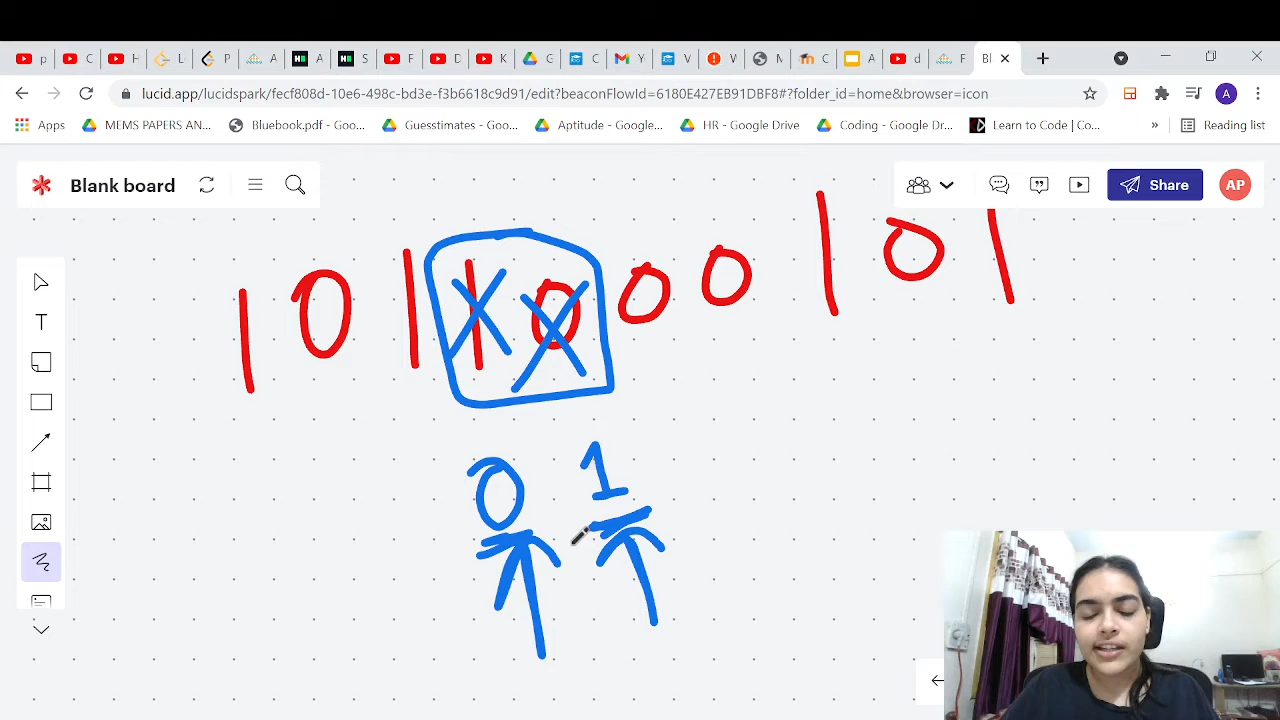 p
C
H
L
P
A
A
S
F
D
K
G
C
Y
V
W
M
C
A
d
F
Bl
lucid.app/lucidspark/fecf808d-10e6-498c-bd3e-f3b6618c9d91/edit?beaconFlowId=6180E427EB91DBF8#?folder_id=home&browser=icon
A
Apps
MEMS PAPERS AN...
Bluebook.pdf - Goo...
Guesstimates - Goo...
Aptitude - Google...
HR - Google Drive
Coding - Google Dr...
Learn to Code | Co...
»
Reading list
Blank board
Share
AP
T
1 0 1 1 0 0 0 1 0 1
0 1